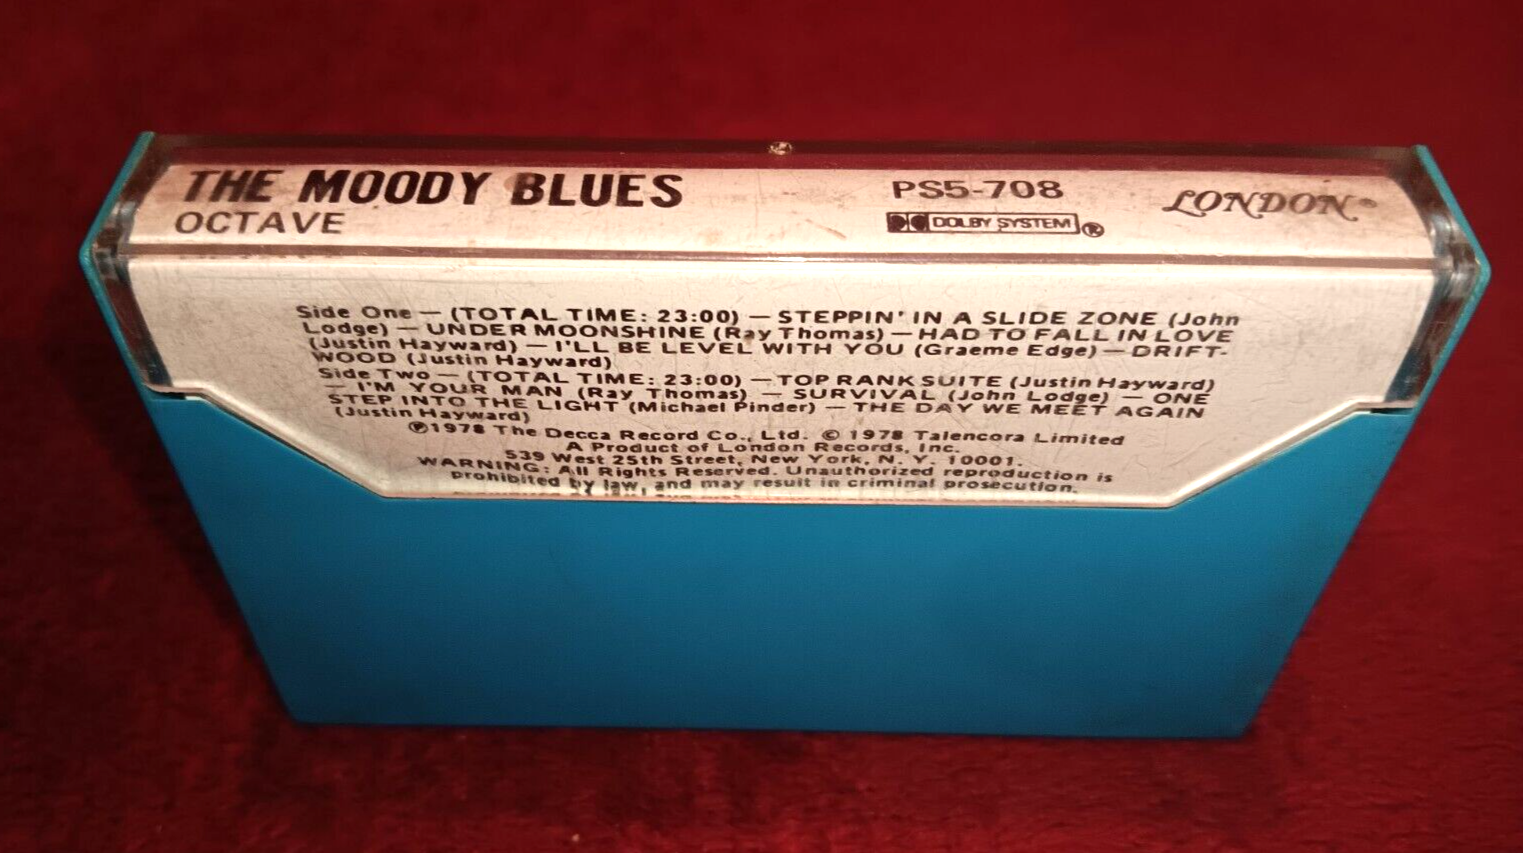 THE MOODY BLUES
OCTAVE
PS5-708
DOLBY SYSTEM®
LONDON®
Side One — (TOTAL TIME: 23:00) — STEPPIN' IN A SLIDE ZONE (John
Lodge) — UNDER MOONSHINE (Ray Thomas) — HAD TO FALL IN LOVE
(Justin Hayward) — I'LL BE LEVEL WITH YOU (Graeme Edge) — DRIFT-
WOOD (Justin Hayward)
Side Two — (TOTAL TIME: 23:00) — TOP RANK SUITE (Justin Hayward)
— I'M YOUR MAN (Ray Thomas) — SURVIVAL (John Lodge) — ONE
STEP INTO THE LIGHT (Michael Pinder) — THE DAY WE MEET AGAIN
(Justin Hayward)
℗1978 The Decca Record Co., Ltd. © 1978 Talencora Limited
A Product of London Records, Inc.
539 West 25th Street, New York, N. Y. 10001.
WARNING: All Rights Reserved. Unauthorized reproduction is
prohibited by law, and may result in criminal prosecution.